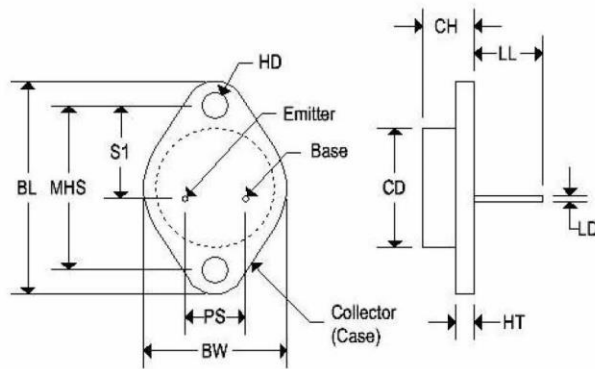 CH
LL
HD
Emitter
S1
Base
BL
MHS
CD
LD
PS
Collector
(Case)
HT
BW